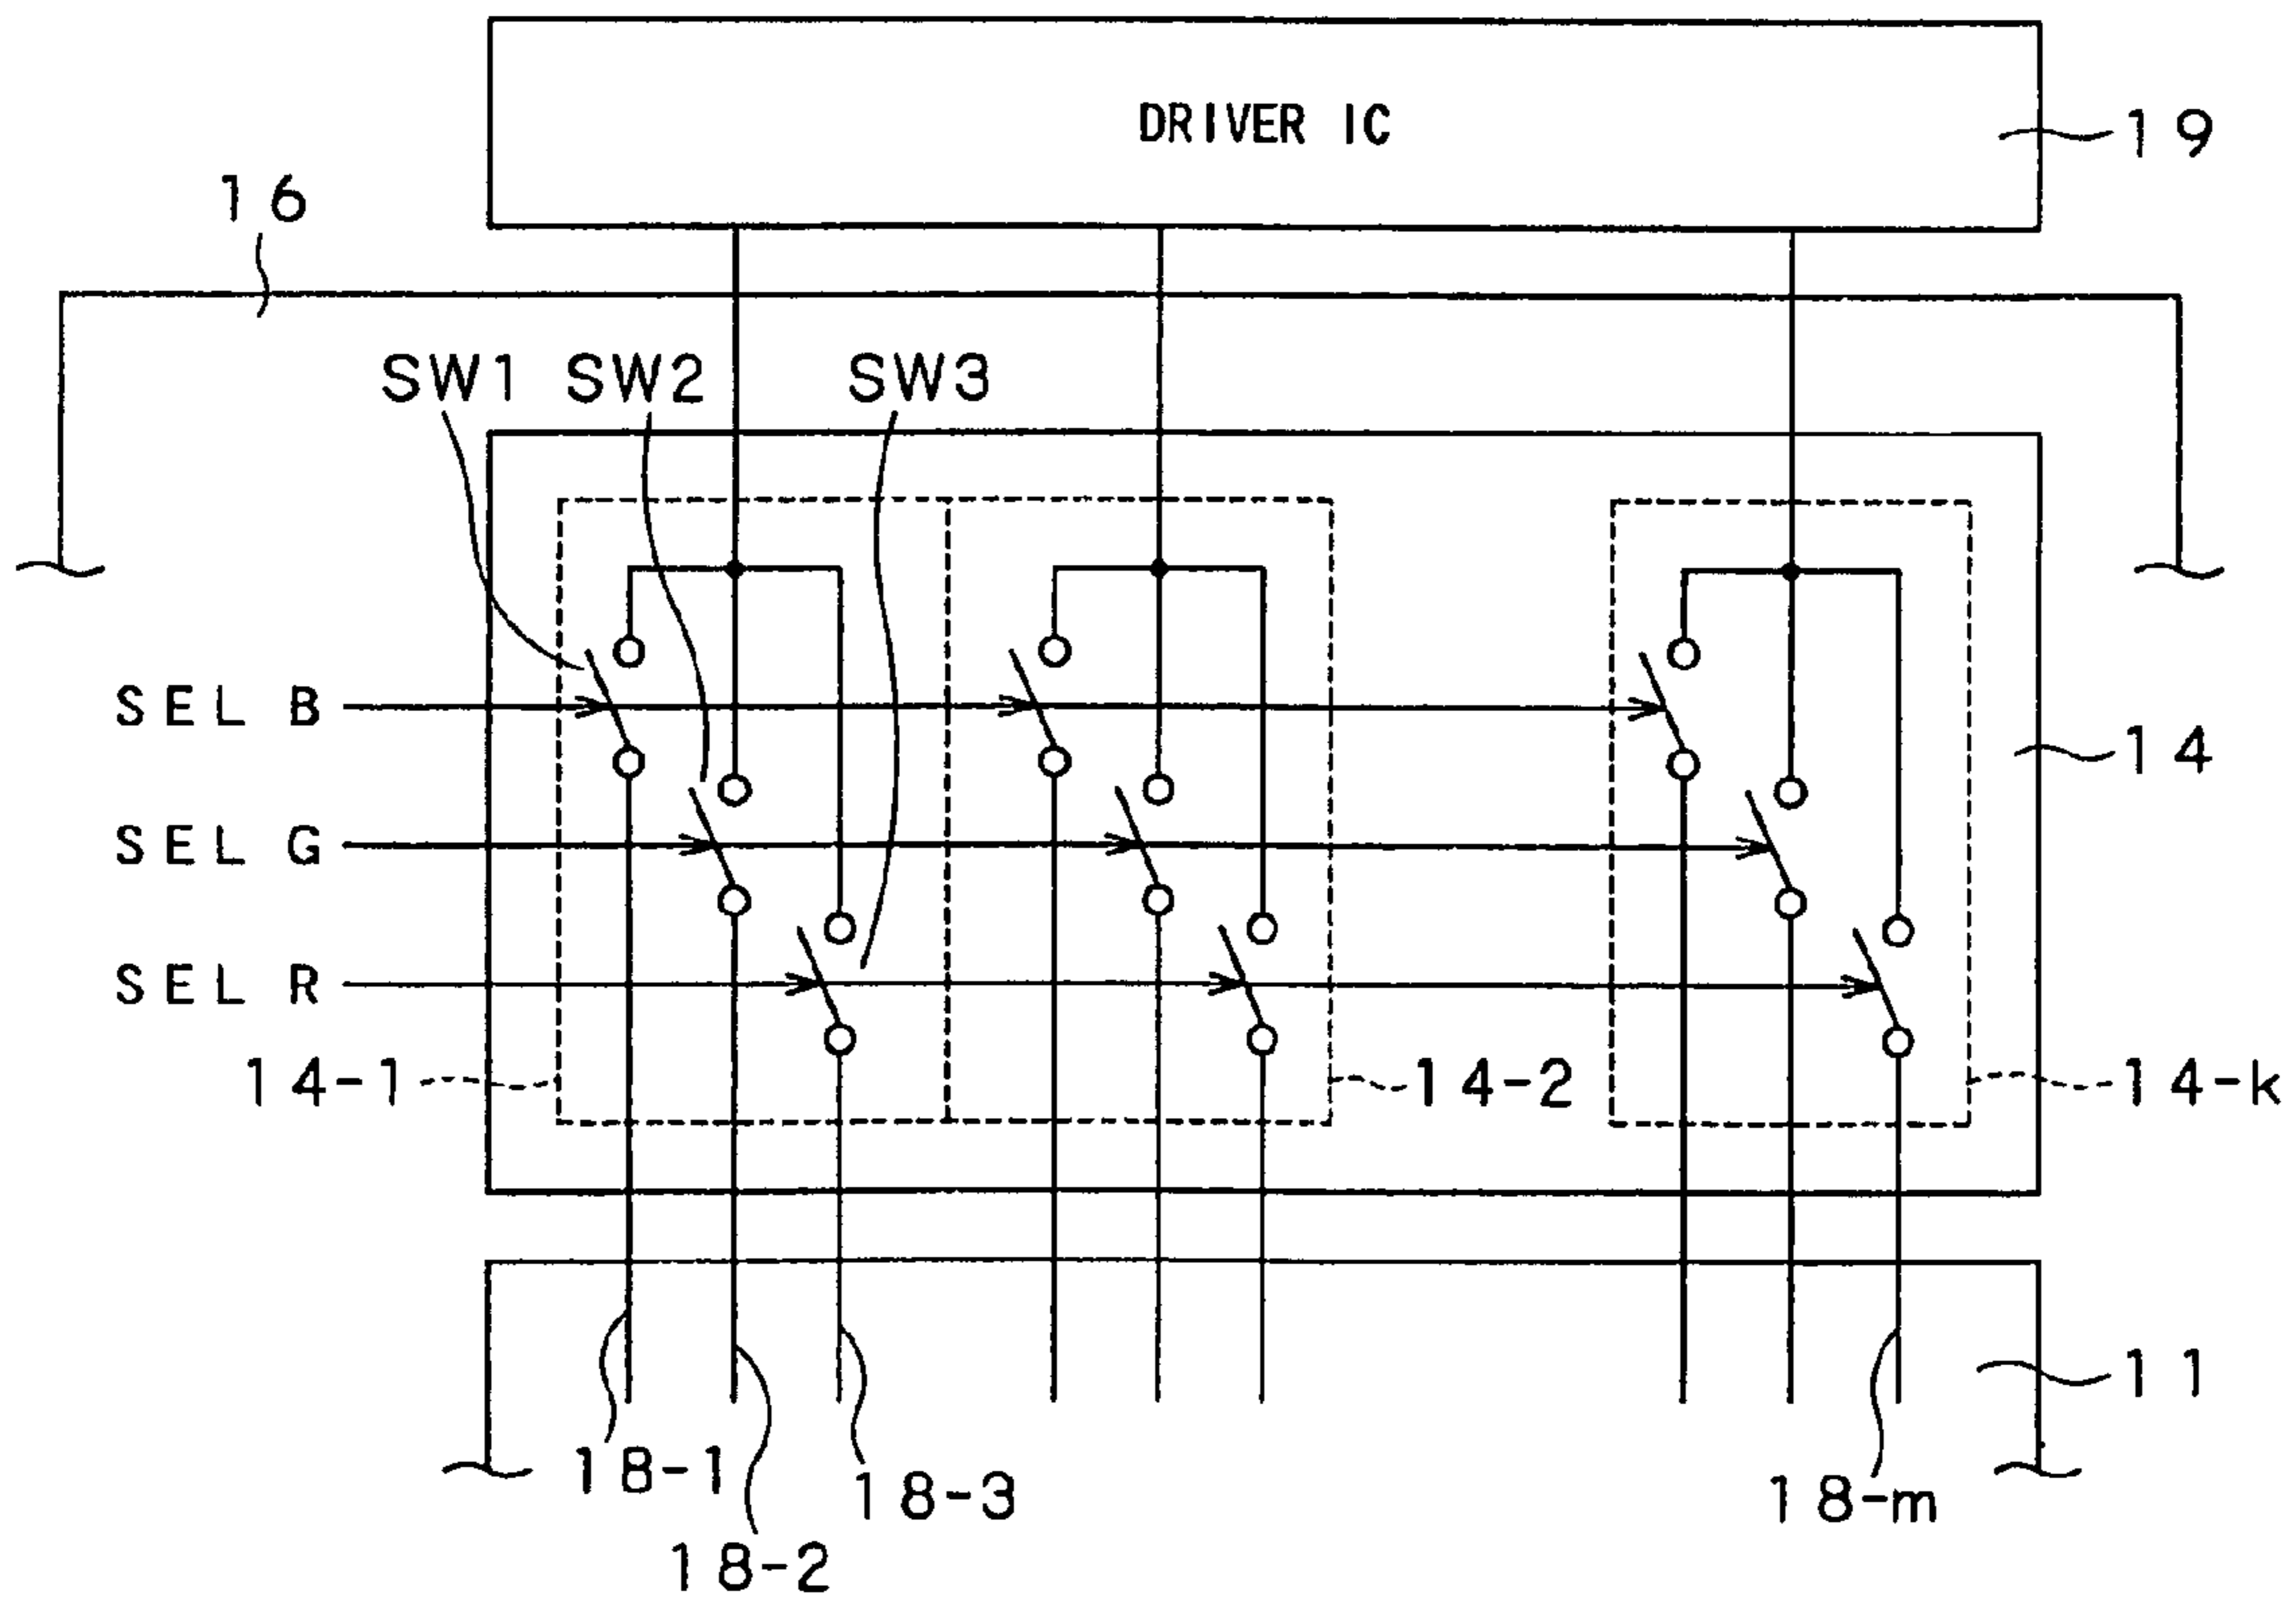 DRIVER IC
19
16
SW1 SW2 SW3
SEL B
14
SEL G
SEL R
14-1
14-2
14-k
11
18-1
18-3
18-m
18-2